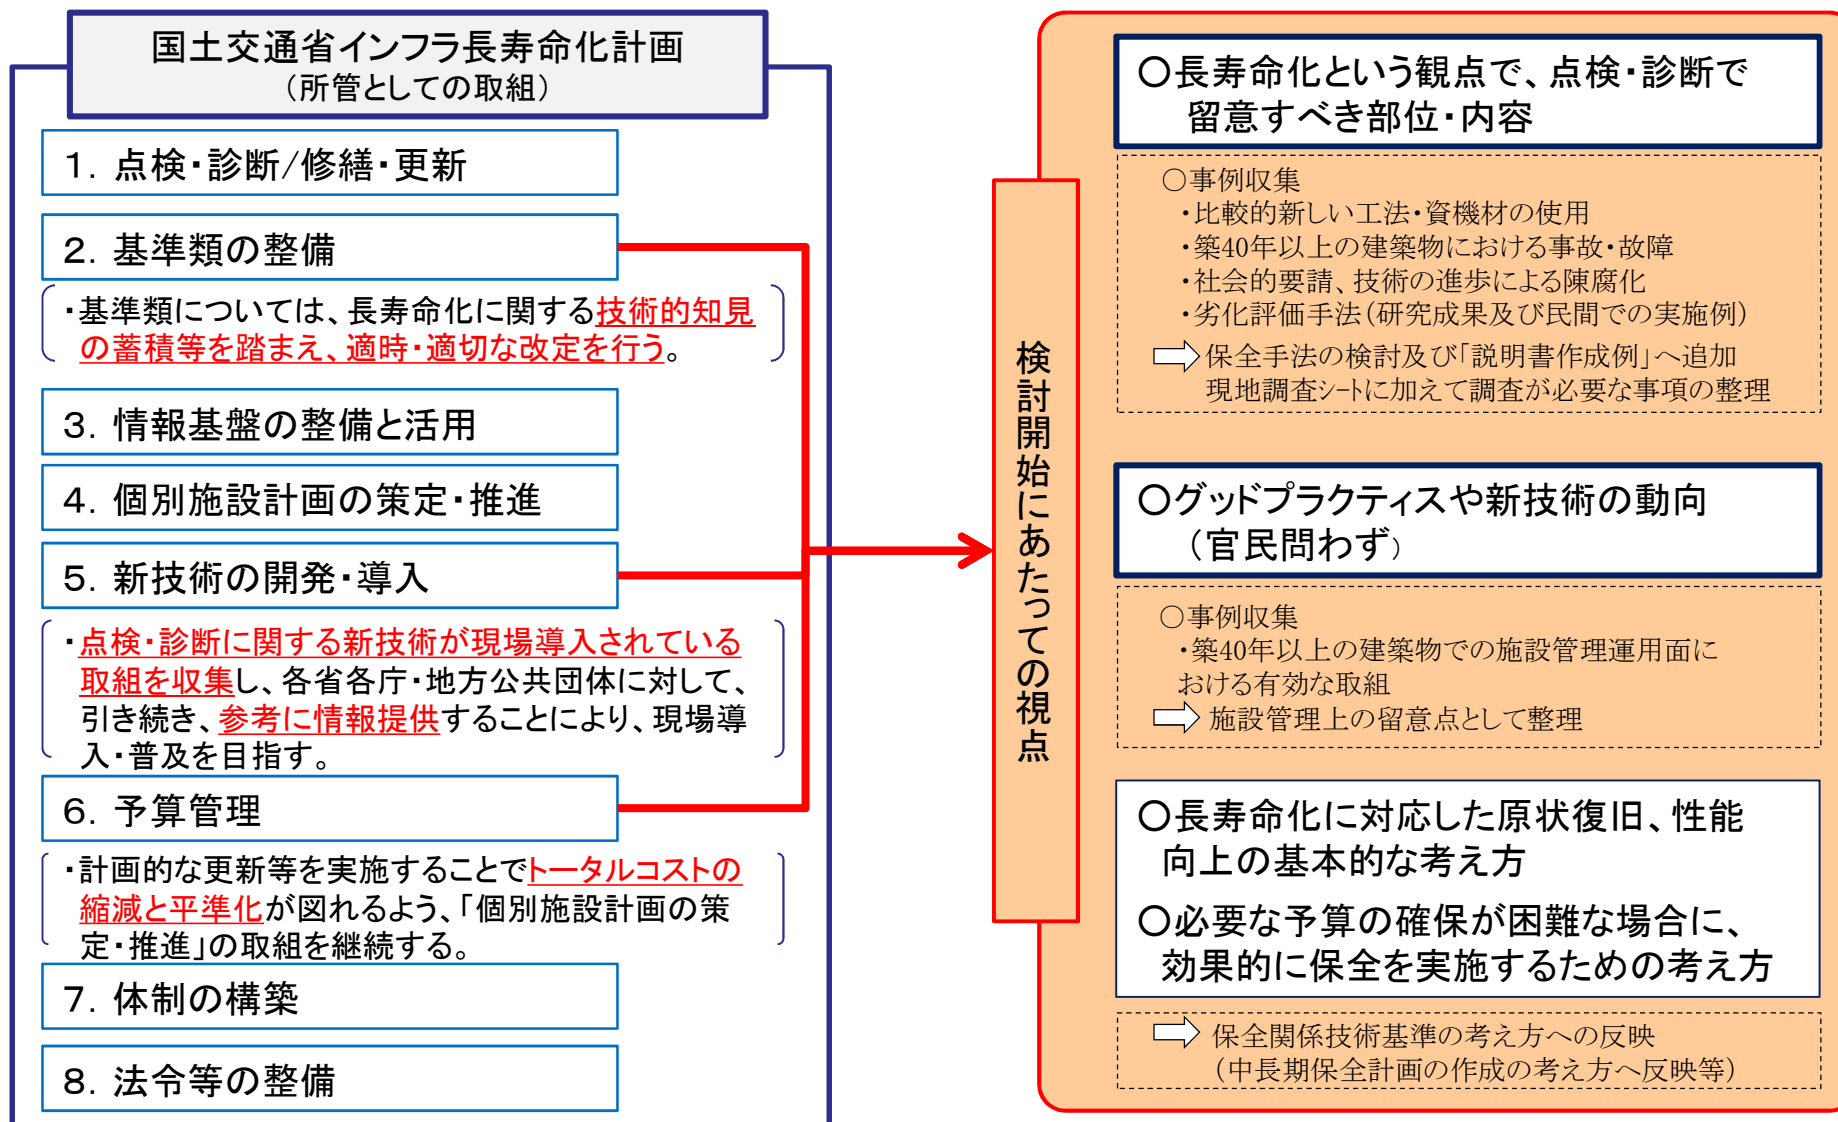 国土交通省インフラ長寿命化計画
（所管としての取組）
１．点検・診断/修繕・更新
２．基準類の整備
・基準類については、長寿命化に関する技術的知見
の蓄積等を踏まえ、適時・適切な改定を行う。
３．情報基盤の整備と活用
４．個別施設計画の策定・推進
５．新技術の開発・導入
・点検・診断に関する新技術が現場導入されている
取組を収集し、各省各庁・地方公共団体に対して、
引き続き、参考に情報提供することにより、現場導
入・普及を目指す。
６．予算管理
・計画的な更新等を実施することでトータルコストの
縮減と平準化が図れるよう、「個別施設計画の策
定・推進」の取組を継続する。
７．体制の構築
８．法令等の整備
検討開始にあたっての視点
○長寿命化という観点で、点検・診断で
留意すべき部位・内容
○事例収集
・比較的新しい工法・資機材の使用
・築40年以上の建築物における事故・故障
・社会的要請、技術の進歩による陳腐化
・劣化評価手法（研究成果及び民間での実施例）
⇨ 保全手法の検討及び「説明書作成例」へ追加
現地調査ｼｰﾄに加えて調査が必要な事項の整理
○グッドプラクティスや新技術の動向
（官民問わず）
○事例収集
・築40年以上の建築物での施設管理運用面に
おける有効な取組
⇨ 施設管理上の留意点として整理
○長寿命化に対応した原状復旧、性能
向上の基本的な考え方
○必要な予算の確保が困難な場合に、
効果的に保全を実施するための考え方
⇨ 保全関係技術基準の考え方への反映
（中長期保全計画の作成の考え方へ反映等）